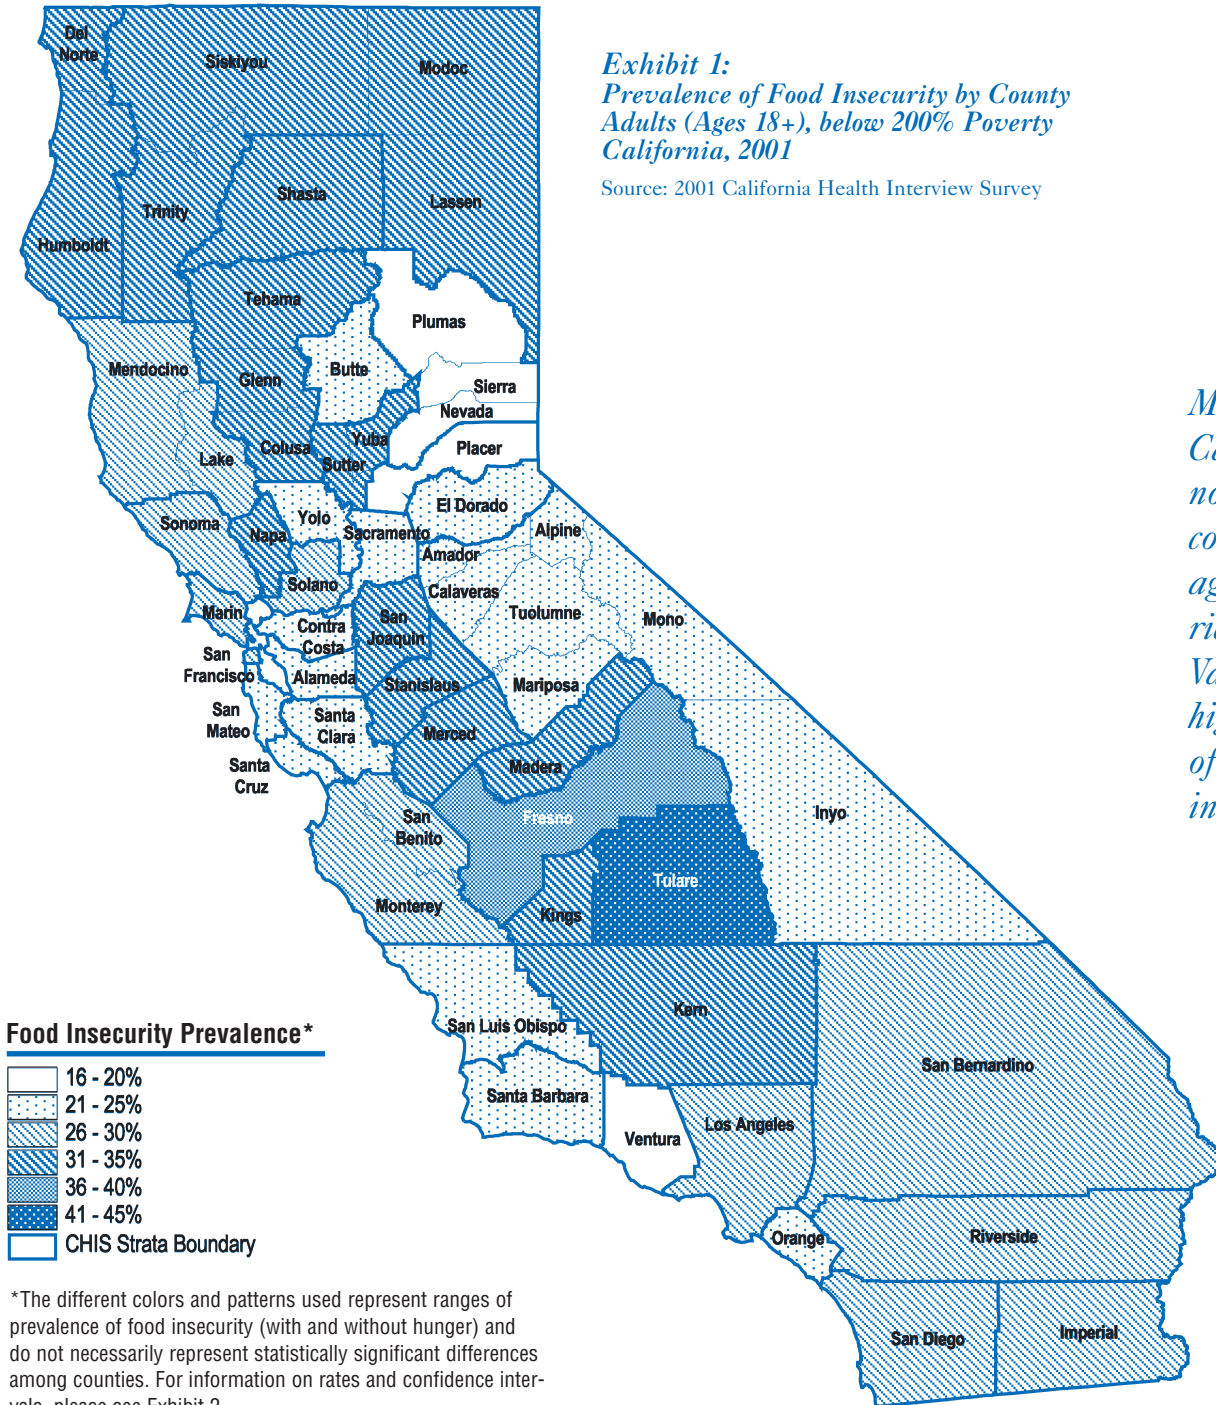 Exhibit 1:
Prevalence of Food Insecurity by County
Adults (Ages 18+), below 200% Poverty
California, 2001
Source: 2001 California Health Interview Survey
Del
Norte
Siskiyou
Modoc
Shasta
Trinity
Lassen
Humboldt
Tehama
Plumas
Mendocino
Glenn
Butte
Sierra
Nevada
Colusa
Yuba
Placer
Lake
Sutter
Sonoma
Napa
Yolo
Sacramento
El Dorado
Alpine
Amador
Solano
Calaveras
Marin
Contra
Costa
San
Joaquin
Tuolumne
Mono
San
Francisco
Alameda
Stanislaus
Mariposa
San
Mateo
Santa
Clara
Merced
Santa
Cruz
Madera
San
Benito
Fresno
Inyo
Tulare
Monterey
Kings
Kern
San Luis Obispo
San Bernardino
Santa Barbara
Ventura
Los Angeles
Orange
Riverside
San Diego
Imperial
Food Insecurity Prevalence*
16 - 20%
21 - 25%
26 - 30%
31 - 35%
36 - 40%
41 - 45%
CHIS Strata Boundary
*The different colors and patterns used represent ranges of
prevalence of food insecurity (with and without hunger) and
do not necessarily represent statistically significant differences
among counties. For information on rates and confidence inter-
vals, please see Exhibit 2.